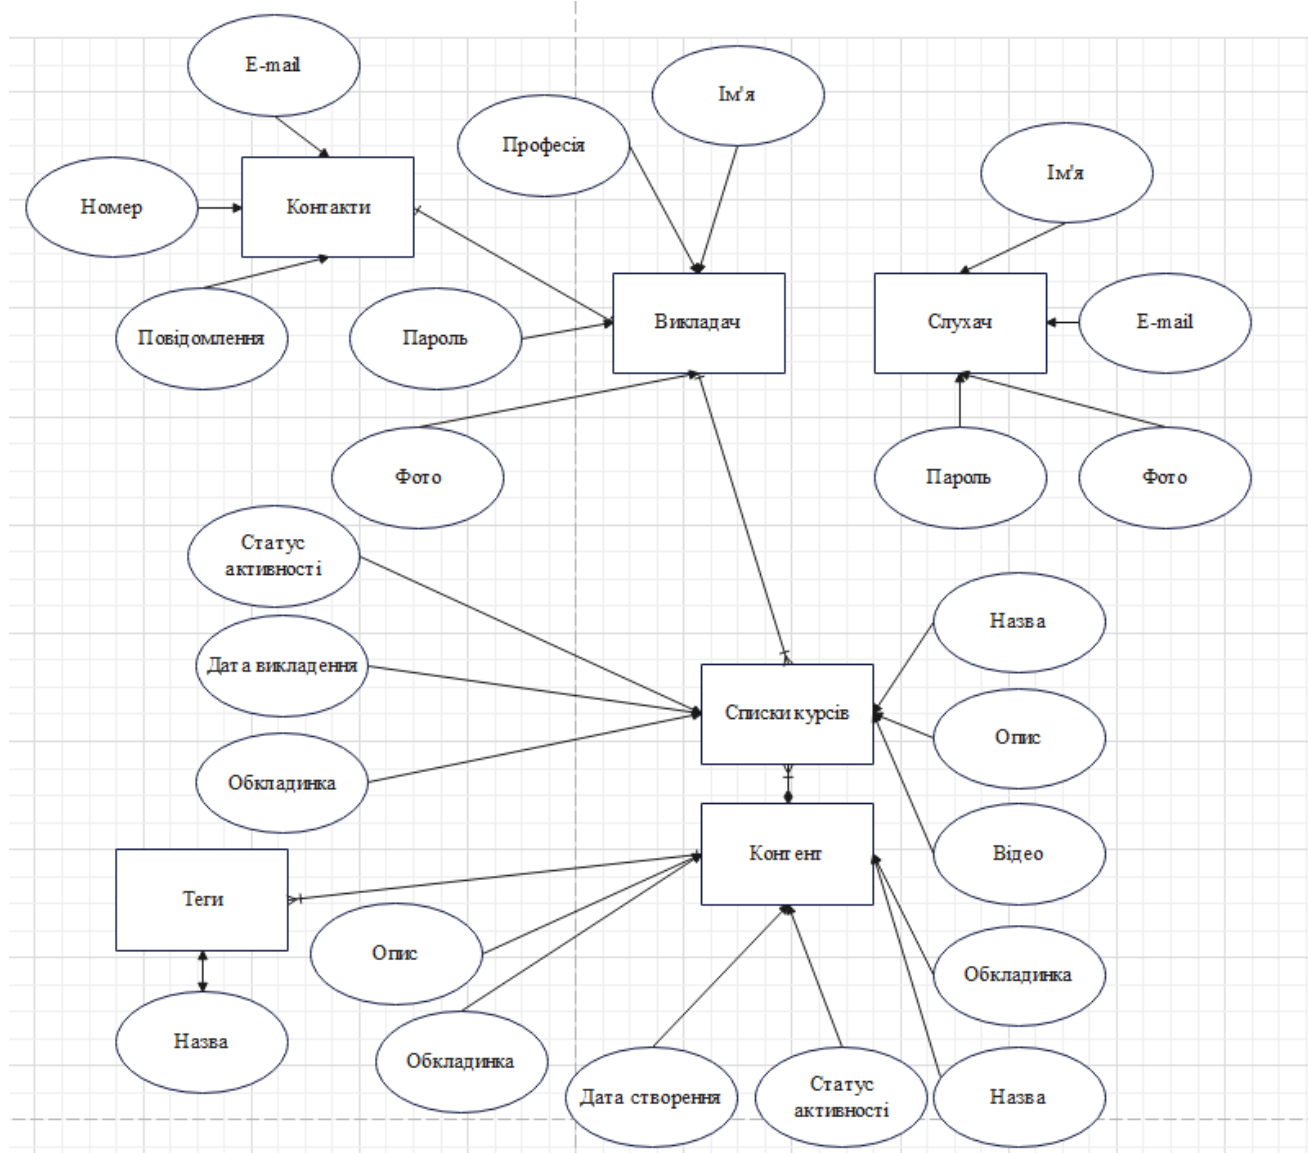 E-mail
Ім'я
Професія
Ім'я
Номер
Контакти
Викладач
Слухач
E-mail
Повідомлення
Пароль
Фото
Пароль
Фото
Статус
активності
Назва
Дата викладення
Списки курсів
Опис
Обкладинка
Контент
Відео
Теги
Опис
Обкладинка
Назва
Обкладинка
Дата створення
Статус
активності
Назва